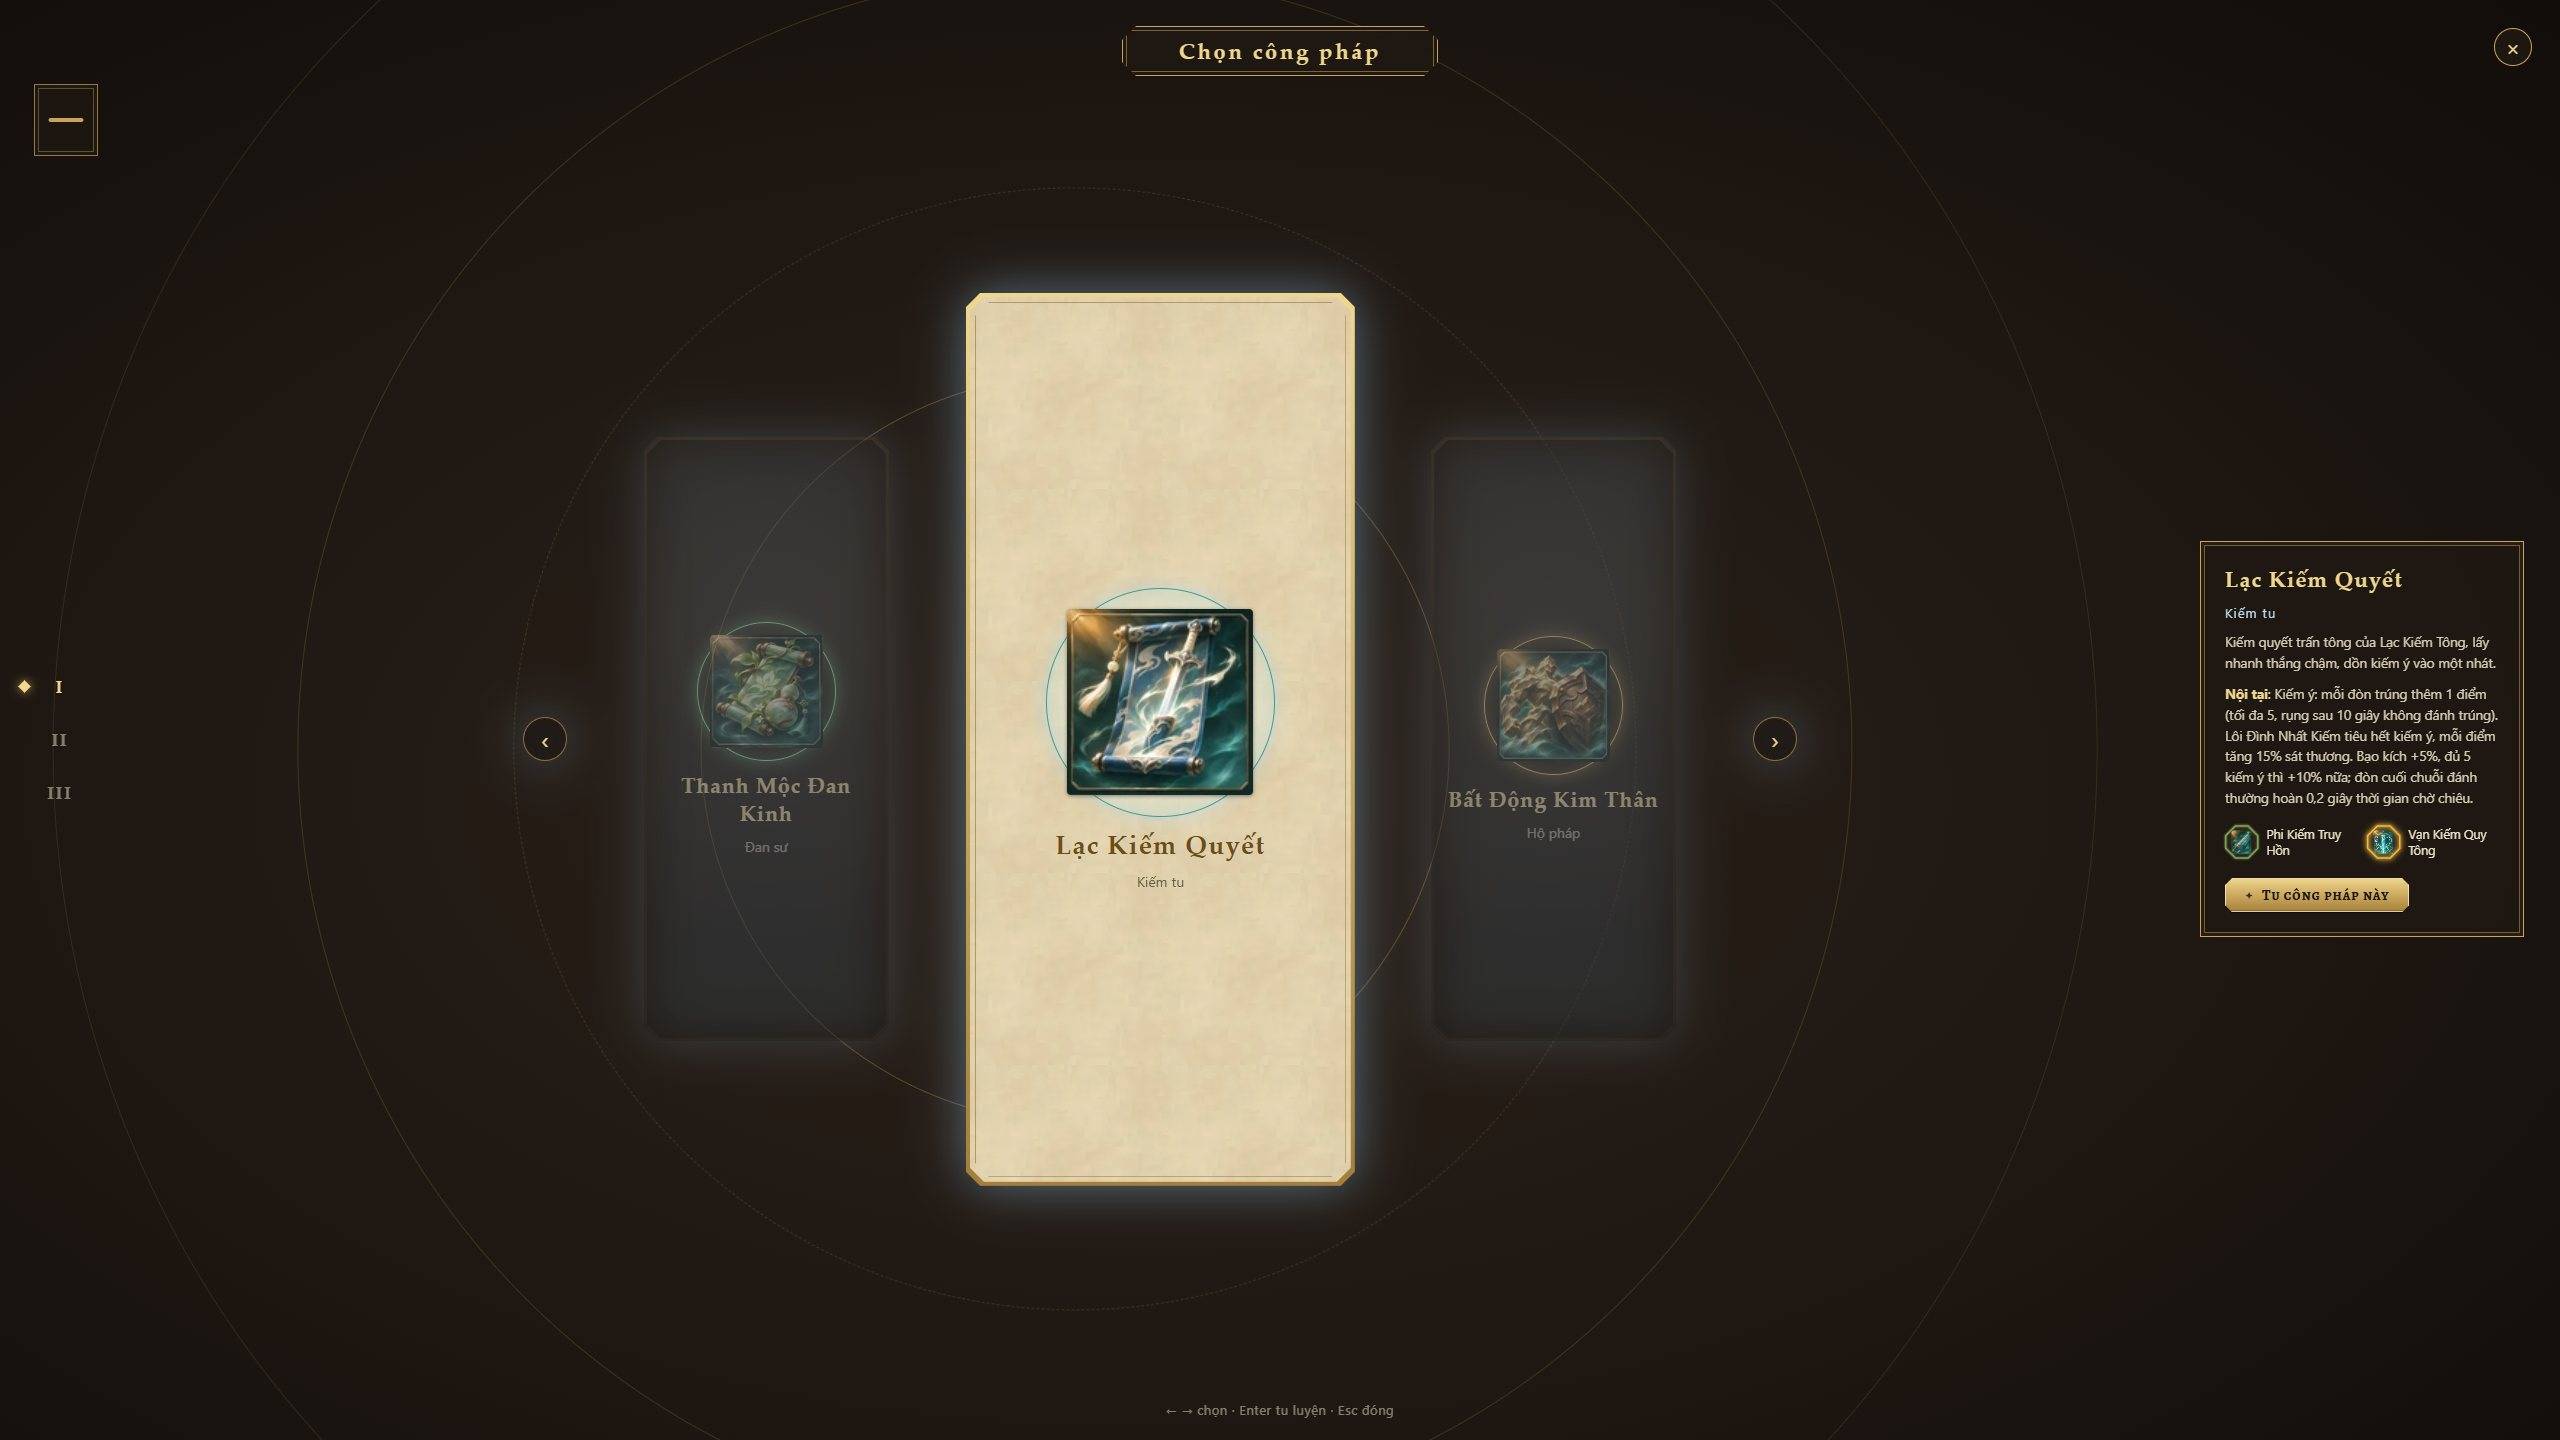 Chọn công pháp
×
一
I
II
III
‹
Thanh Mộc Đan
Kinh
Đan sư
Lạc Kiếm Quyết
Kiếm tu
Bất Động Kim Thân
Hộ pháp
›
Lạc Kiếm Quyết
Kiếm tu
Kiếm quyết trấn tông của Lạc Kiếm Tông, lấy
nhanh thắng chậm, dồn kiếm ý vào một nhát.
Nội tại: Kiếm ý: mỗi đòn trúng thêm 1 điểm
(tối đa 5, rụng sau 10 giây không đánh trúng).
Lôi Đình Nhất Kiếm tiêu hết kiếm ý, mỗi điểm
tăng 15% sát thương. Bạo kích +5%, đủ 5
kiếm ý thì +10% nữa; đòn cuối chuỗi đánh
thường hoàn 0,2 giây thời gian chờ chiêu.
Phi Kiếm Truy
Hồn
Vạn Kiếm Quy
Tông
✦ Tu công pháp này
← → chọn · Enter tu luyện · Esc đóng